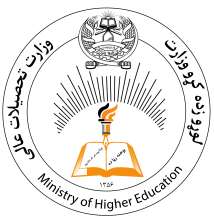 وزارت تحصیلات عالی
د لوړو زده کړو وزارت
۱۳۵۶
Ministry of Higher Education